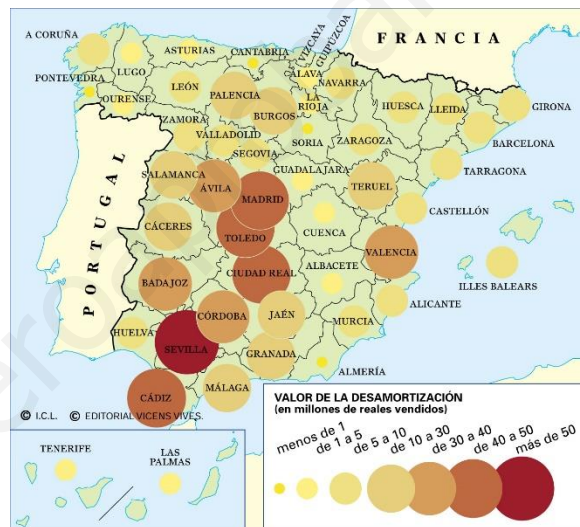 A CORUÑA
LUGO
ASTURIAS
CANTABRIA
VIZCAYA
GUIPÚZCOA
FRANCIA
PONTEVEDRA
OURENSE
LEÓN
PALENCIA
ÁLAVA
NAVARRA
LA
RIOJA
BURGOS
HUESCA
LLEIDA
GIRONA
ZAMORA
VALLADOLID
SORIA
ZARAGOZA
BARCELONA
SEGOVIA
TARRAGONA
SALAMANCA
ÁVILA
GUADALAJARA
TERUEL
MADRID
CASTELLÓN
PORTUGAL
CÁCERES
TOLEDO
CUENCA
VALENCIA
CIUDAD REAL
ALBACETE
ILLES BALEARS
BADAJOZ
ALICANTE
HUELVA
CÓRDOBA
JAÉN
MURCIA
SEVILLA
GRANADA
ALMERÍA
CÁDIZ
MÁLAGA
© I.C.L. © EDITORIAL VICENS VIVES.
TENERIFE
LAS
PALMAS
VALOR DE LA DESAMORTIZACIÓN
(en millones de reales vendidos)
menos de 1
de 1 a 5
de 5 a 10
de 10 a 30
de 30 a 40
de 40 a 50
más de 50